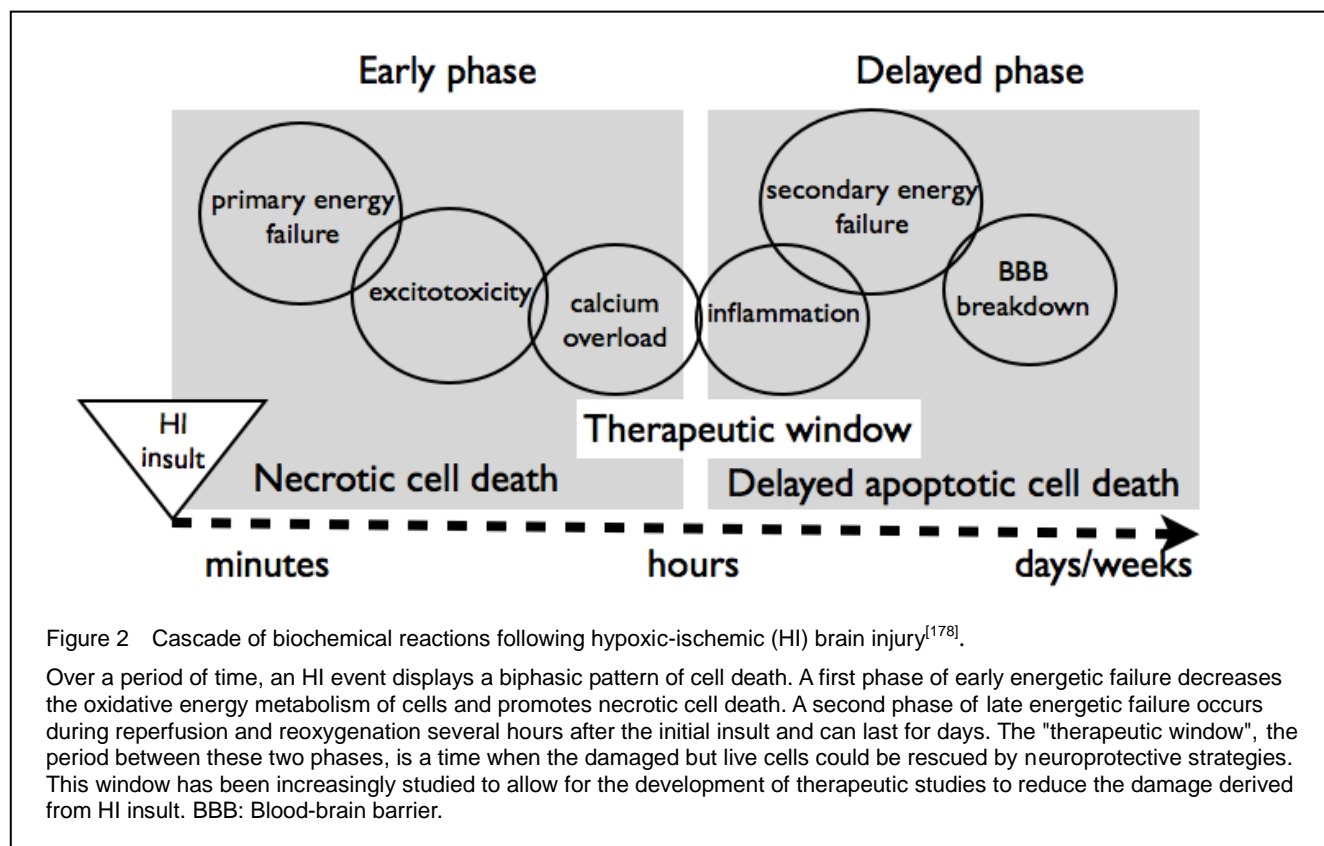 Early phase
Delayed phase
primary energy
failure
excitotoxicity
calcium
overload
inflammation
secondary energy
failure
BBB
breakdown
HI
insult
Therapeutic window
Necrotic cell death
Delayed apoptotic cell death
minutes
hours
days/weeks
Figure 2 Cascade of biochemical reactions following hypoxic-ischemic (HI) brain injury[178].
Over a period of time, an HI event displays a biphasic pattern of cell death. A first phase of early energetic failure decreases
the oxidative energy metabolism of cells and promotes necrotic cell death. A second phase of late energetic failure occurs
during reperfusion and reoxygenation several hours after the initial insult and can last for days. The "therapeutic window", the
period between these two phases, is a time when the damaged but live cells could be rescued by neuroprotective strategies.
This window has been increasingly studied to allow for the development of therapeutic studies to reduce the damage derived
from HI insult. BBB: Blood-brain barrier.